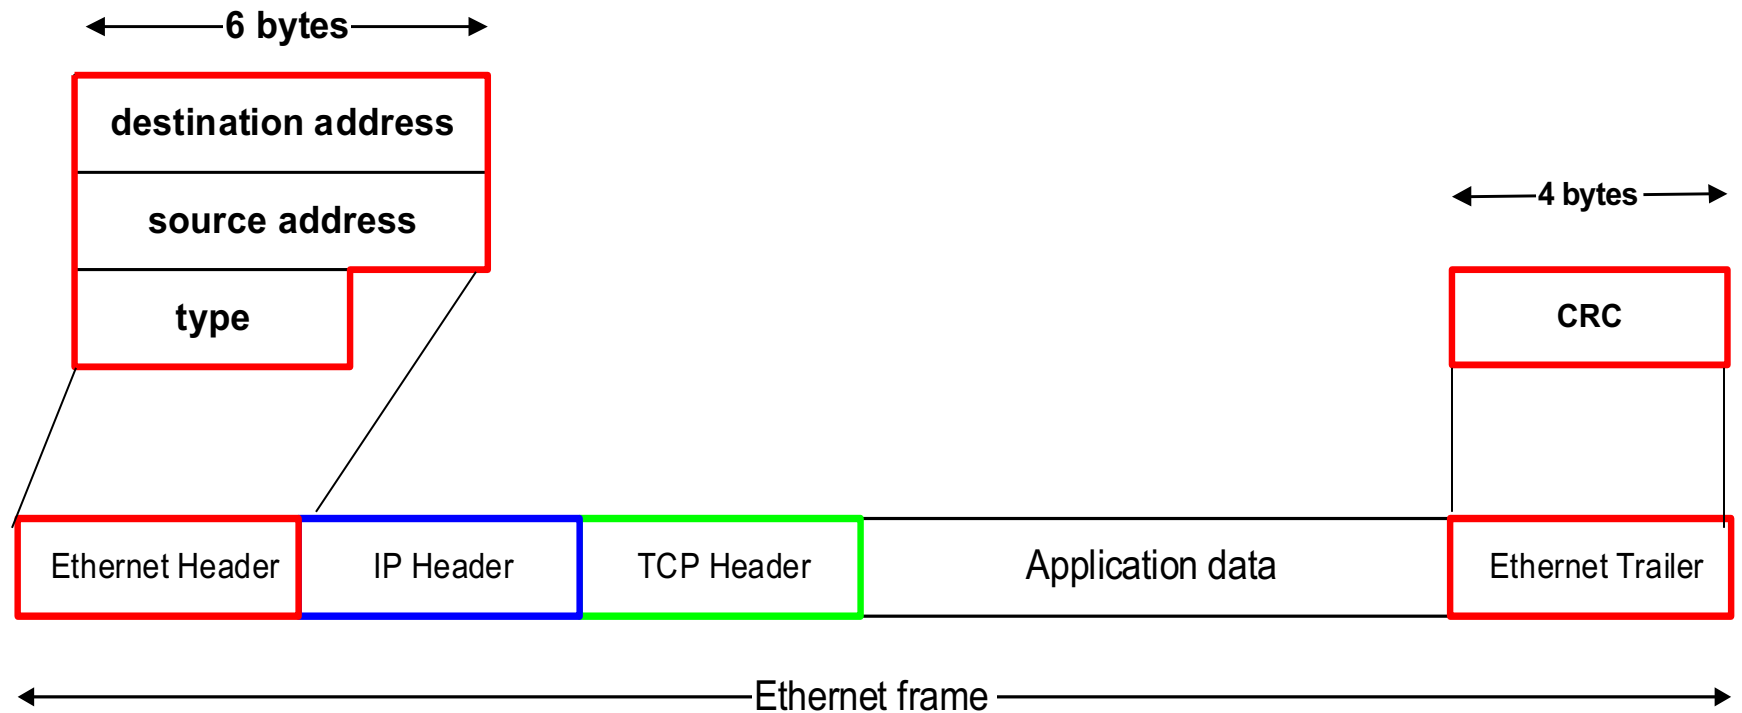 6 bytes
destination address
source address
4 bytes
type
CRC
Ethernet Header
IP Header
TCP Header
Application data
Ethernet Trailer
Ethernet frame